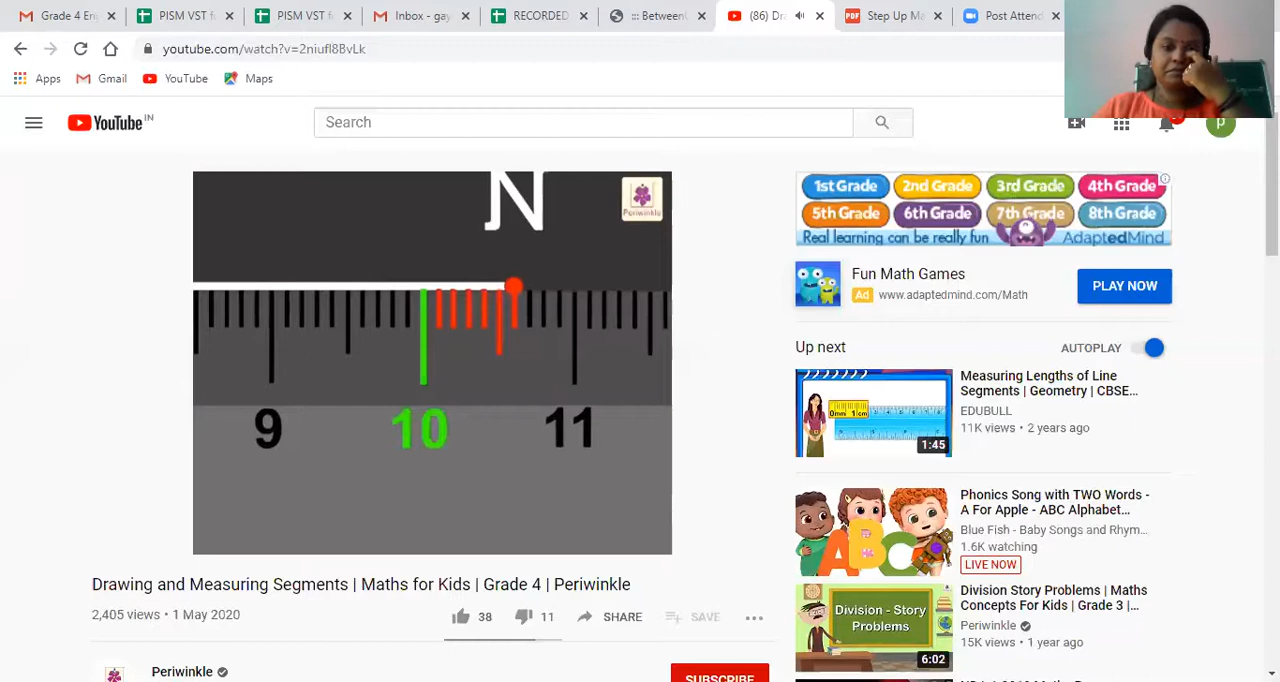 Grade 4 En
PISM VST f
PISM VST f
Inbox - gay
RECORDED
::: Between
(86) Dr
Step Up Ma
Post Attend
youtube.com/watch?v=2niufl8BvLk
Apps
Gmail
YouTube
Maps
YouTube IN
Search
P
N
Periwinkle
9
10
11
1st Grade
2nd Grade
3rd Grade
4th Grade
5th Grade
6th Grade
7th Grade
8th Grade
Real learning can be really fun
AdaptedMind
Fun Math Games
Ad www.adaptedmind.com/Math
PLAY NOW
Up next
AUTOPLAY
Measuring Lengths of Line
Segments | Geometry | CBSE...
EDUBULL
11K views • 2 years ago
1:45
Phonics Song with TWO Words -
A For Apple - ABC Alphabet...
Blue Fish - Baby Songs and Rhym...
1.6K watching
LIVE NOW
ABC
Division Story Problems | Maths
Concepts For Kids | Grade 3 |...
Periwinkle
15K views • 1 year ago
Division - Story
Problems
6:02
Drawing and Measuring Segments | Maths for Kids | Grade 4 | Periwinkle
2,405 views • 1 May 2020
38
11
SHARE
SAVE
Periwinkle
SUBSCRIBE